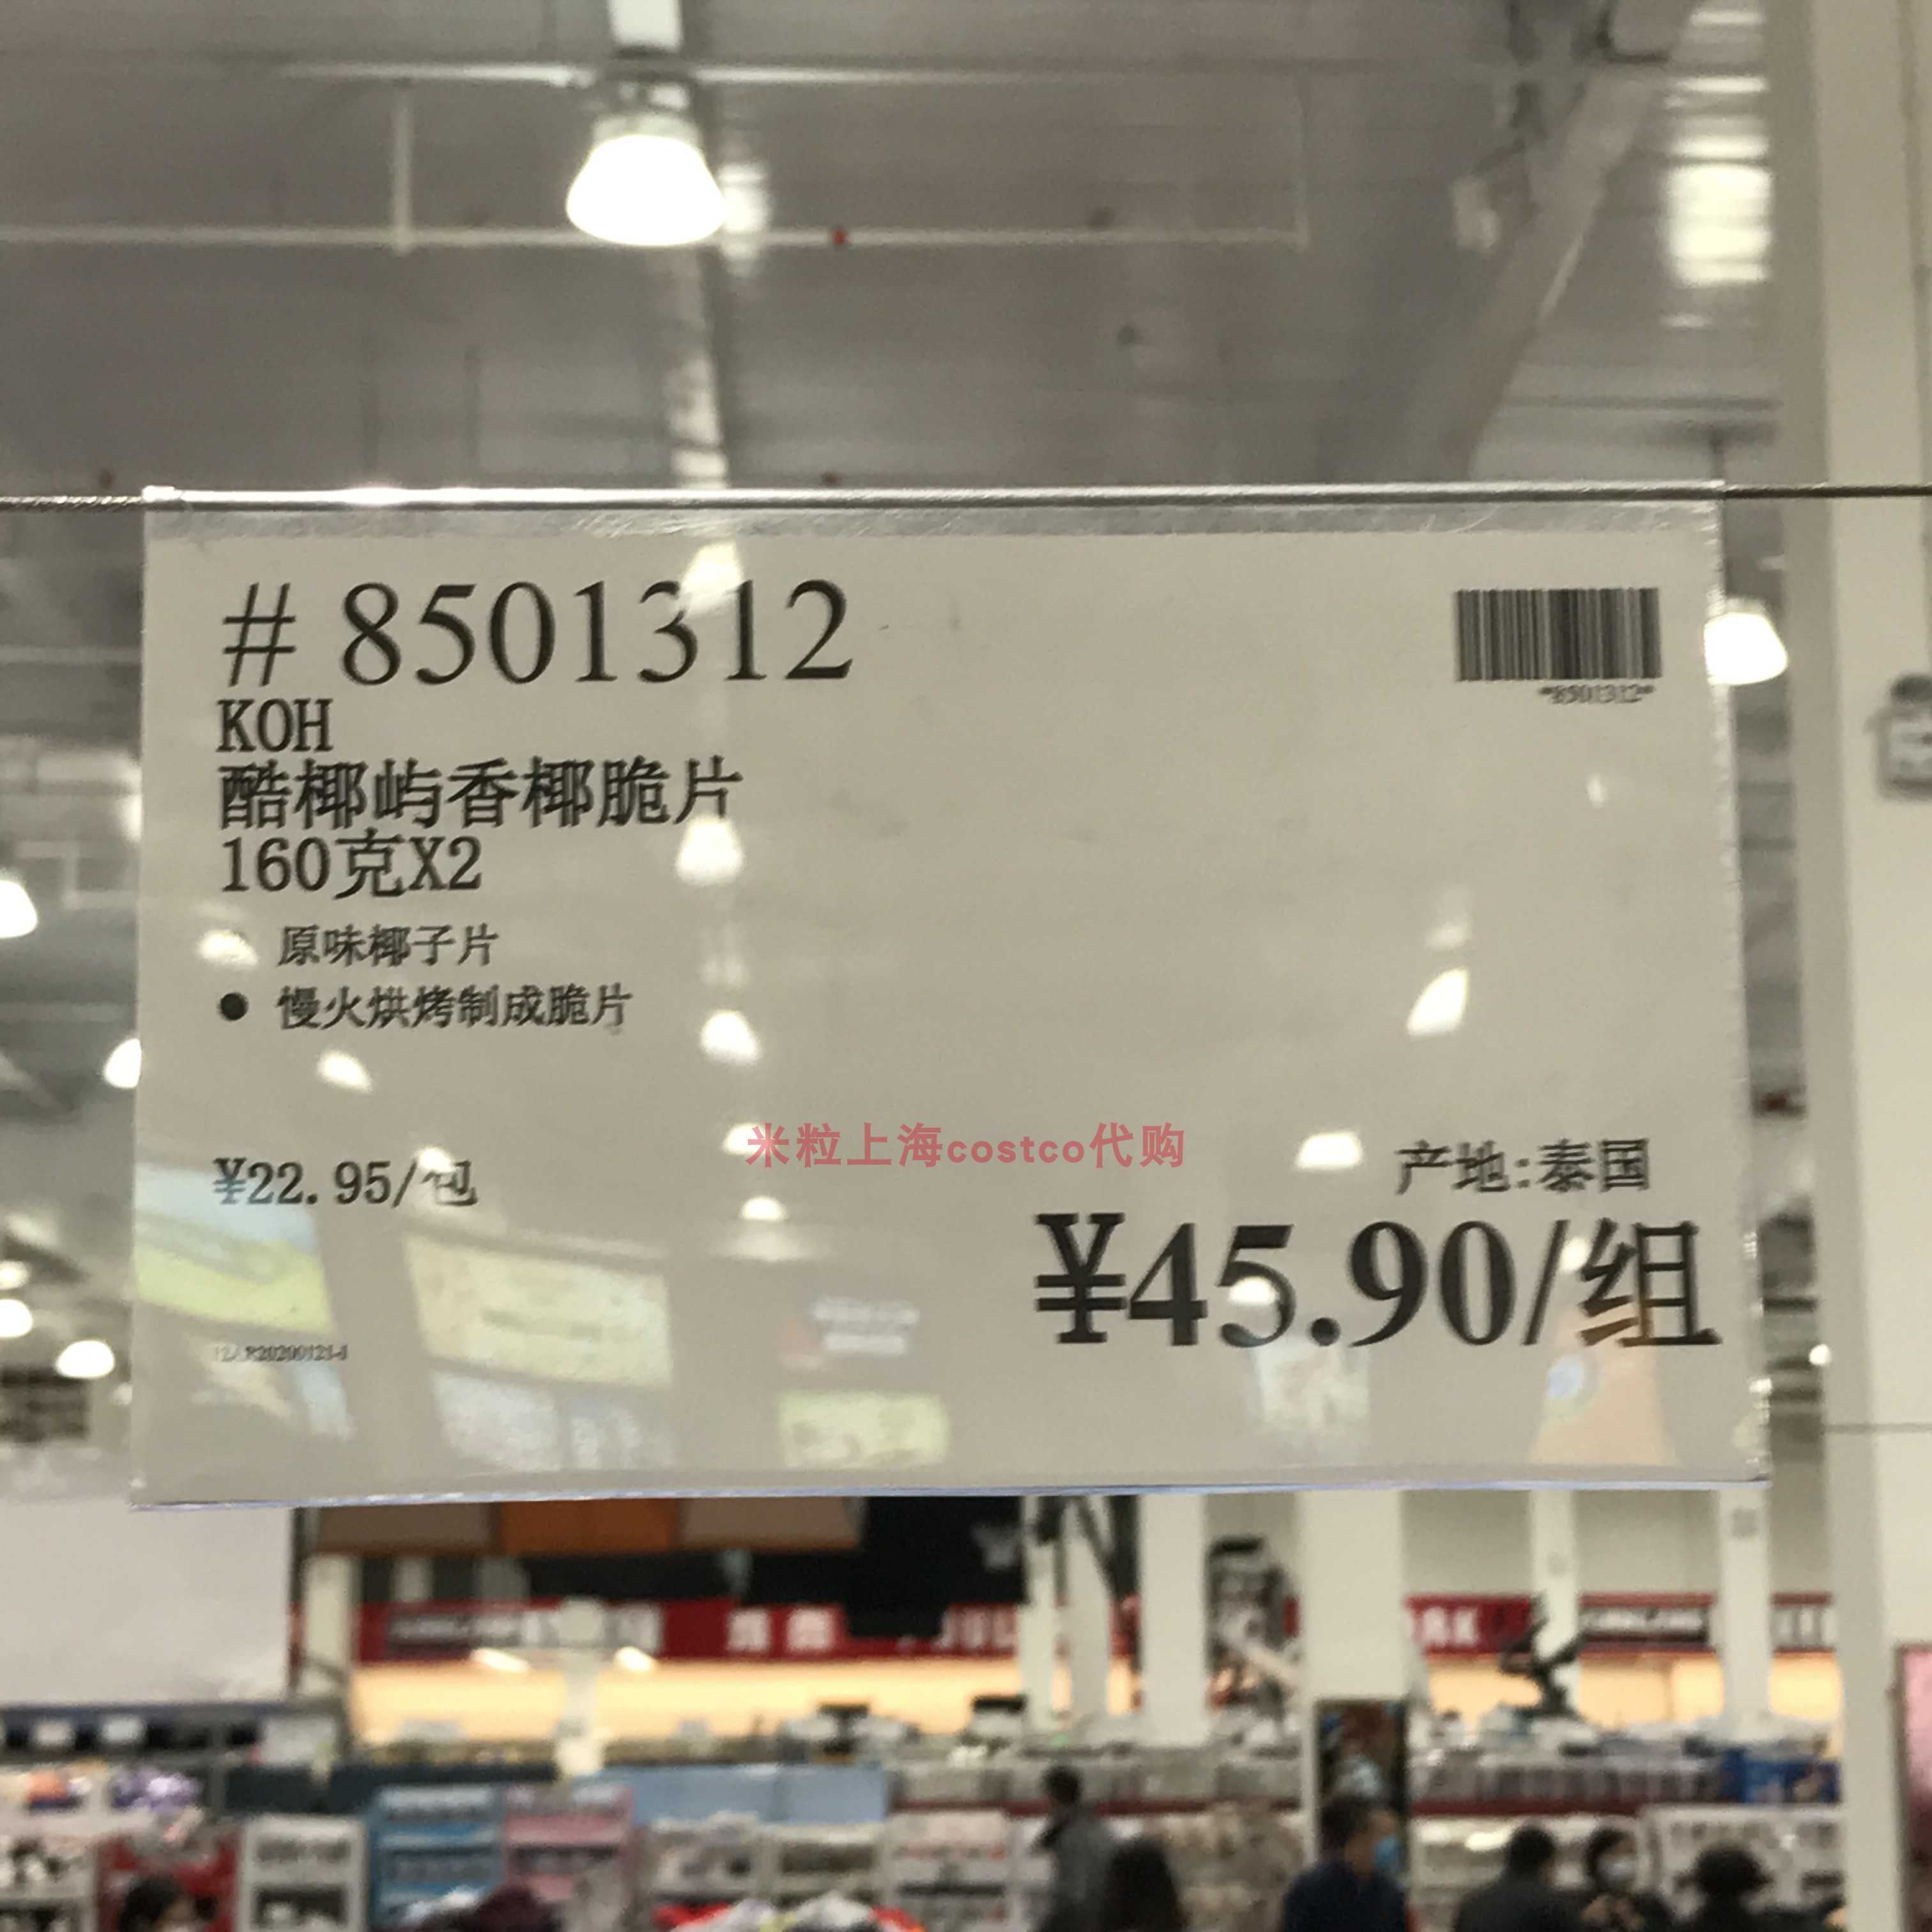 # 8501312
*8501312*
KOH
酷椰屿香椰脆片
160克X2
原味椰子片
● 慢火烘烤制成脆片
米粒上海costco代购
产地:泰国
¥22.95/包
¥45.90/组